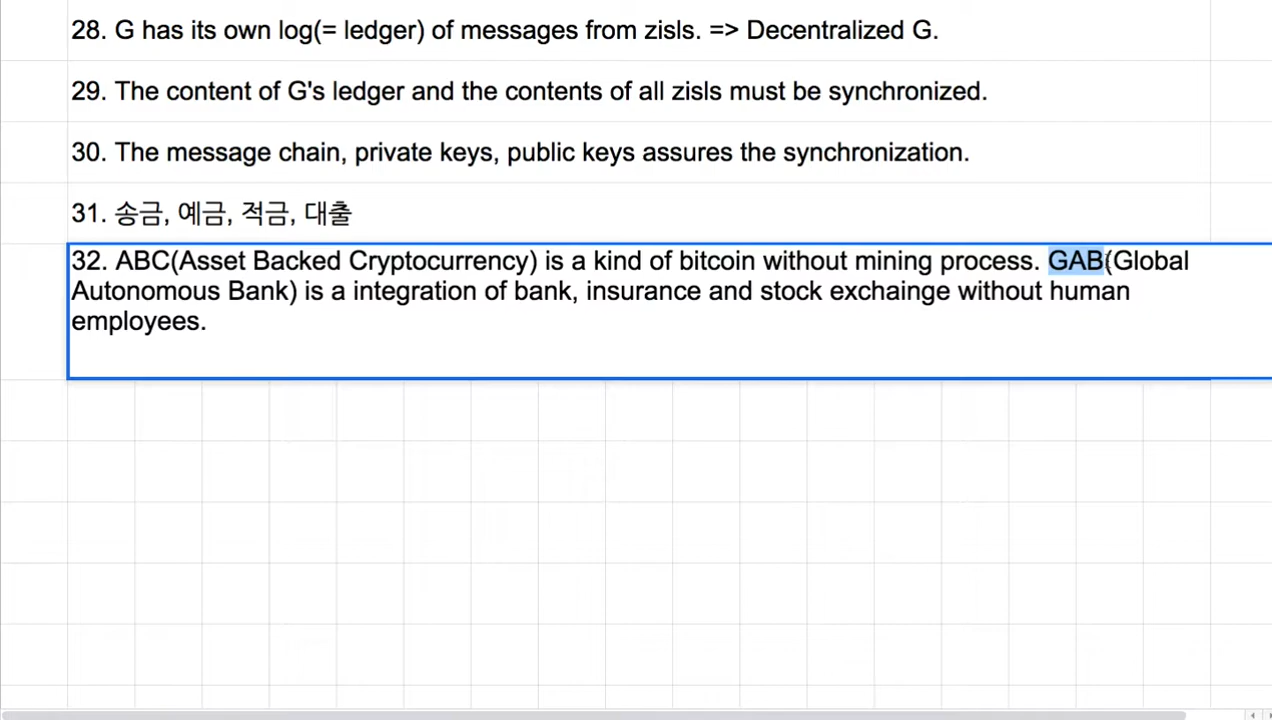 28. G has its own log(= ledger) of messages from zisls. => Decentralized G.
29. The content of G's ledger and the contents of all zisls must be synchronized.
30. The message chain, private keys, public keys assures the synchronization.
31. 송금, 예금, 적금, 대출
32. ABC(Asset Backed Cryptocurrency) is a kind of bitcoin without mining process. GAB(Global
Autonomous Bank) is a integration of bank, insurance and stock exchainge without human
employees.